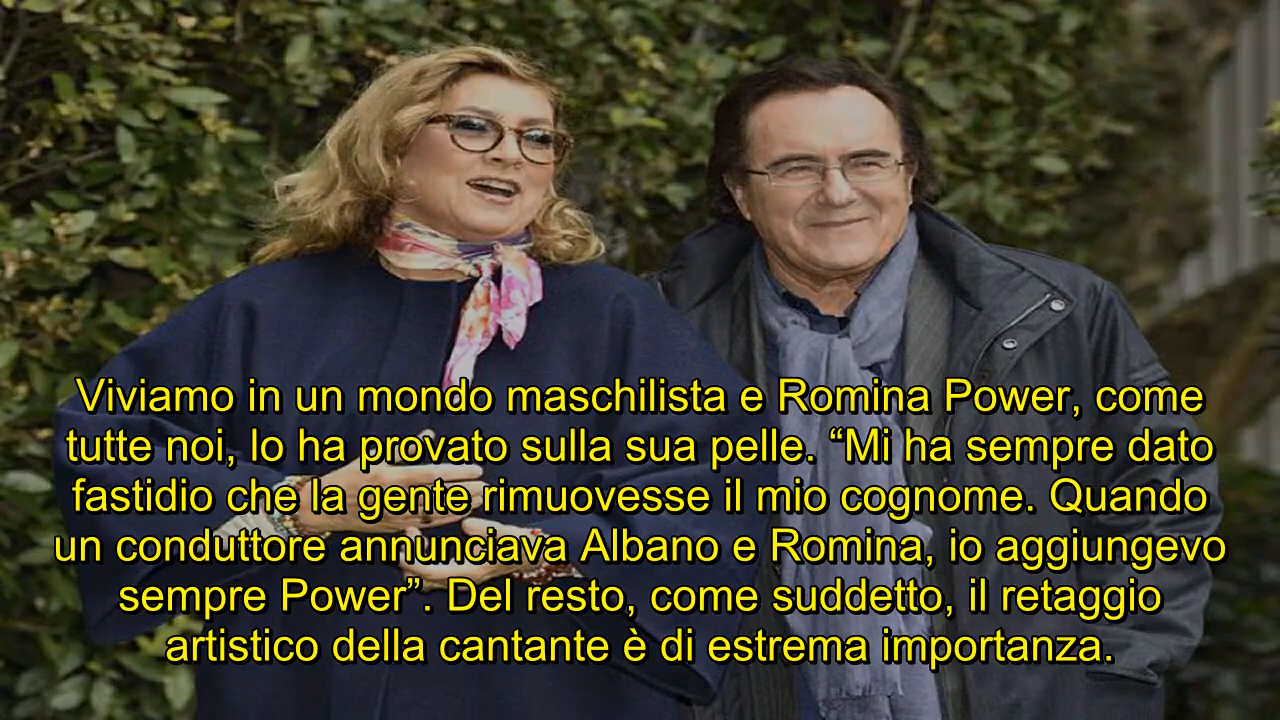 Viviamo in un mondo maschilista e Romina Power, come
tutte noi, lo ha provato sulla sua pelle. “Mi ha sempre dato
fastidio che la gente rimuovesse il mio cognome. Quando
un conduttore annunciava Albano e Romina, io aggiungevo
sempre Power”. Del resto, come suddetto, il retaggio
artistico della cantante è di estrema importanza.